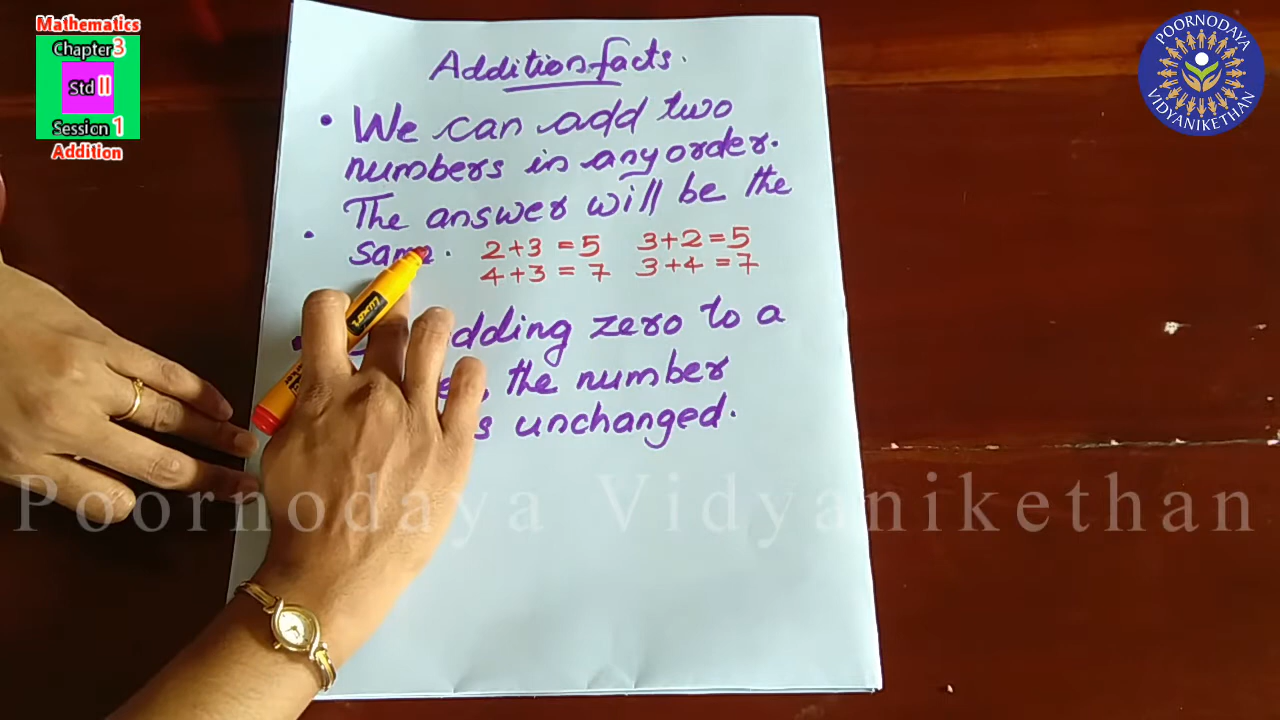 Mathematics
Chapter 3
Std II
Session 1
Addition
POORNODAYA
VIDYANIKETHAN
Addition facts.
• We can add two
numbers in any order.
The answer will be the
same. 2+3 = 5 3+2=5
4+3 = 7 3+4 = 7
zero to a
the number
unchanged.
Poornodaya Vidyanikethan